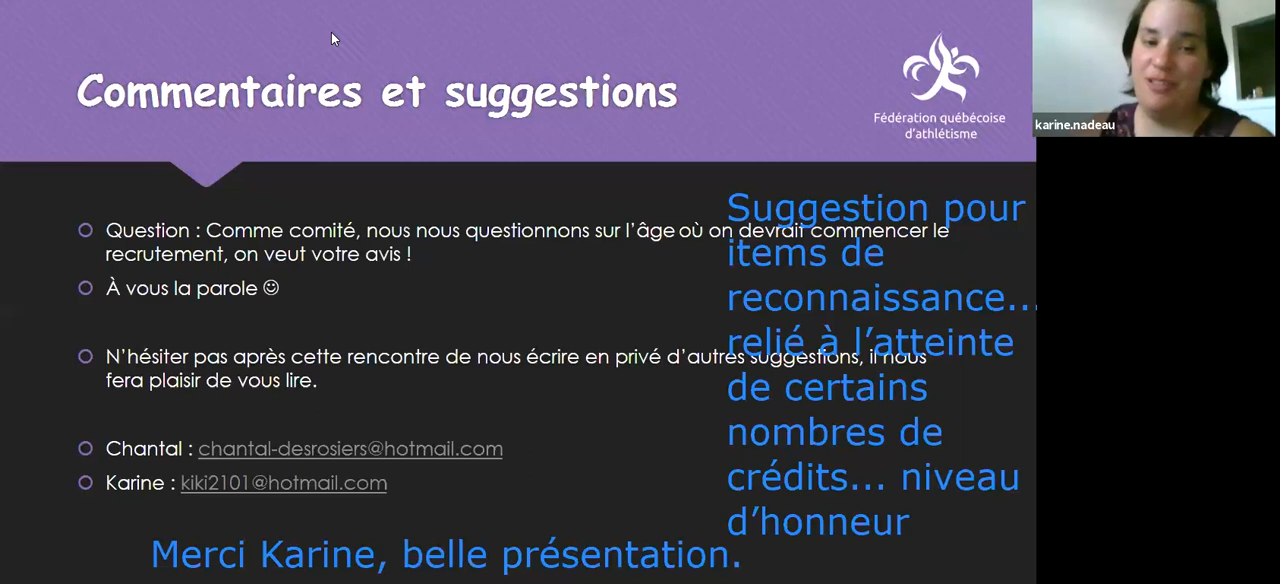 Commentaires et suggestions
Fédération québécoise
d'athlétisme
karine.nadeau
Question : Comme comité, nous nous questionnons sur l'âge où on devrait commencer le
recrutement, on veut votre avis !
À vous la parole ☺
N'hésiter pas après cette rencontre de nous écrire en privé d'autres suggestions, il nous
fera plaisir de vous lire.
Chantal : chantal-desrosiers@hotmail.com
Karine : kiki2101@hotmail.com
Suggestion pour
items de
reconnaissance...
relié à l'atteinte
de certains
nombres de
crédits... niveau
d'honneur
Merci Karine, belle présentation.